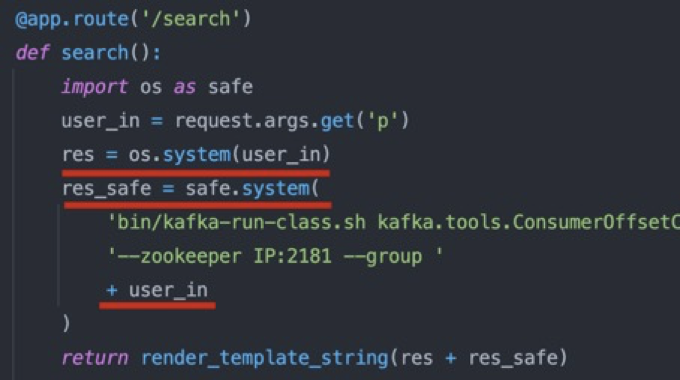 @app.route('/search')
def search():
import os as safe
user_in = request.args.get('p')
res = os.system(user_in)
res_safe = safe.system(
'bin/kafka-run-class.sh kafka.tools.ConsumerOffsetC
'--zookeeper IP:2181 --group '
+ user_in
)
return render_template_string(res + res_safe)